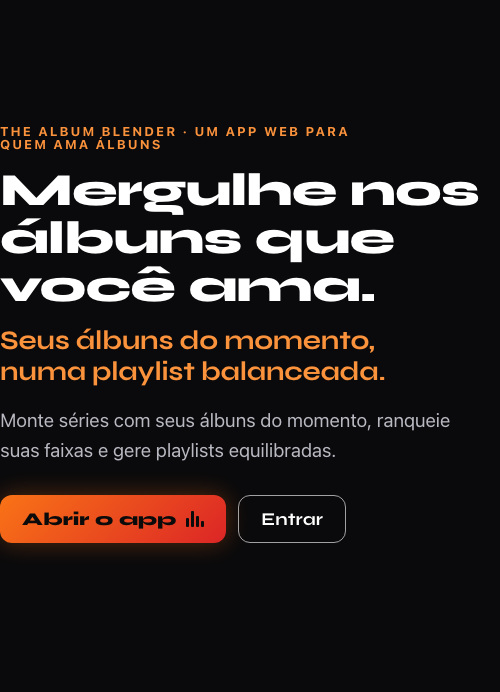 THE ALBUM BLENDER · UM APP WEB PARA
QUEM AMA ÁLBUNS
Mergulhe nos
álbuns que
você ama.
Seus álbuns do momento,
numa playlist balanceada.
Monte séries com seus álbuns do momento, ranqueie
suas faixas e gere playlists equilibradas.
Abrir o app
Entrar